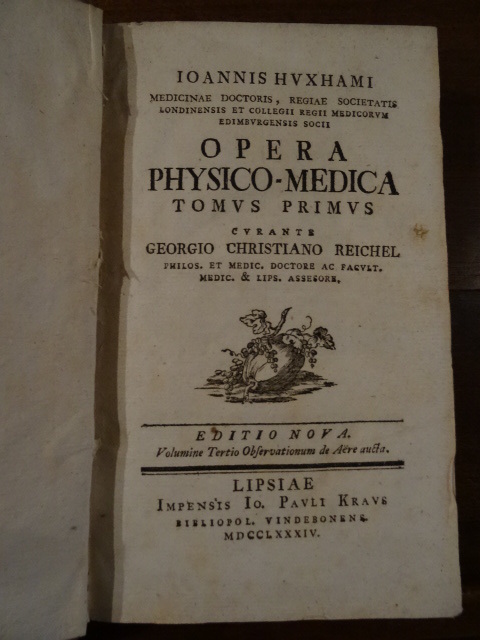 IOANNIS HVXHAMI
MEDICINAE DOCTORIS, REGIAE SOCIETATIS
LONDINENSIS ET COLLEGII REGII MEDICORVM
EDIMBVRGENSIS SOCII
OPERA
PHYSICO-MEDICA
TOMVS PRIMVS
CVRANTE
GEORGIO CHRISTIANO REICHEL
PHILOS. ET MEDIC. DOCTORE AC FACVLT.
MEDIC. & LIPS. ASSESORE.
EDITIO NOVA.
Volumine Tertio Obſervationum de Aëre aucta.
LIPSIAE
IMPENSIS IO. PAVLI KRAVS
BIBLIOPOL. VINDEBONENS.
MDCCLXXXIV.